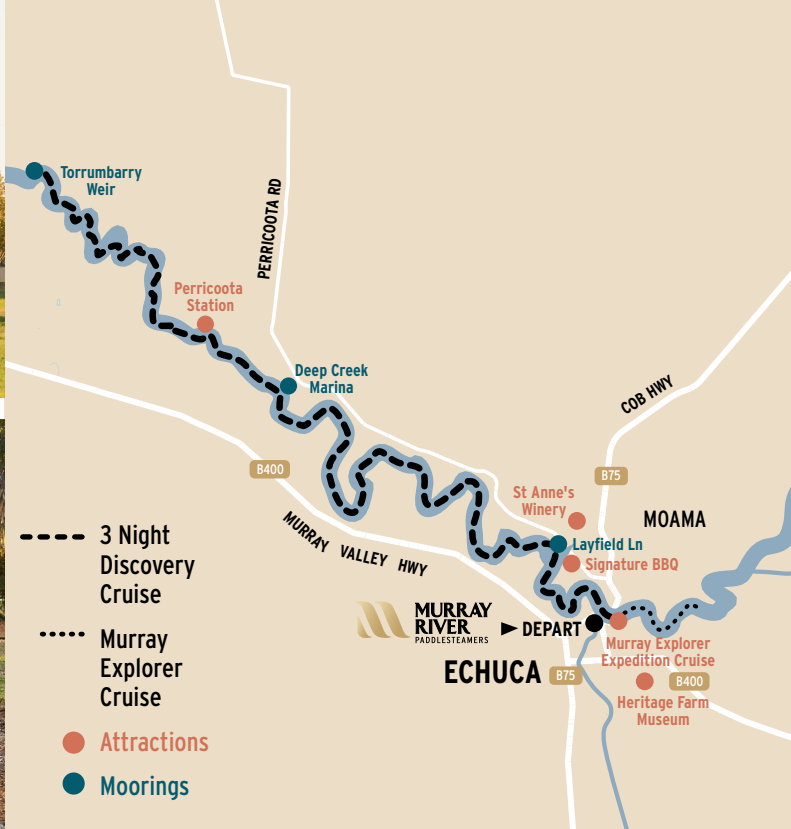 Torrumbarry
Weir
PERRICOOTA RD
Perricoota
Station
Deep Creek
Marina
COB HWY
B400
B75
St Anne's
Winery
MOAMA
MURRAY VALLEY HWY
Layfield Ln
Signature BBQ
3 Night
Discovery
Cruise
MURRAY
RIVER
PADDLESTEAMERS
DEPART
Murray
Explorer
Cruise
Murray Explorer
Expedition Cruise
ECHUCA
B75
B400
Heritage Farm
Museum
Attractions
Moorings